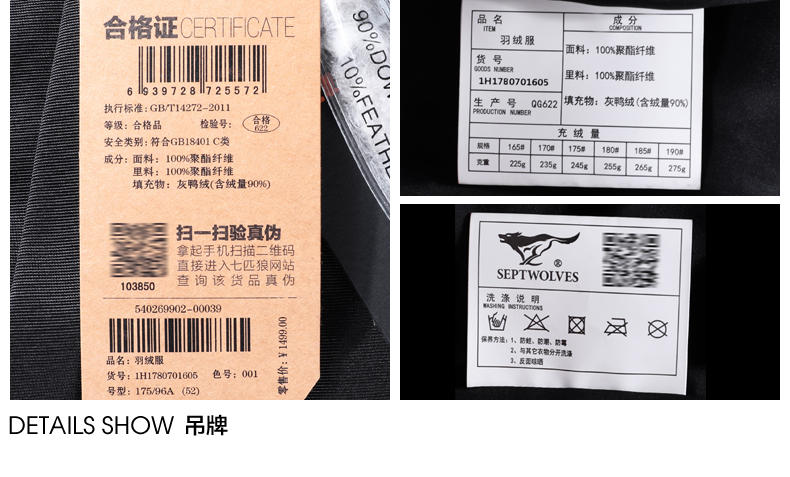 合格证CERTIFICATE
6 939728 725572
执行标准: GB/T14272-2011
等级: 合格品 检验号: 合格 622
安全类别: 符合GB18401 C类
成分: 面料: 100%聚酯纤维
里料: 100%聚酯纤维
填充物: 灰鸭绒(含绒量90%)
扫一扫验真伪
拿起手机扫描二维码
直接进入七匹狼网站
查询该货品真伪
103850
540269902-00039
品名: 羽绒服
货号: 1H1780701605 色号: 001
号型: 175/96A (52)
零售价: ¥1499.00
90%DOW
10%FEATHE
品名
ITEM
羽绒服
货号
GOODS NUMBER
1H1780701605
生产号 QG622
PRODUCTION NUMBER
成分
COMPOSITION
面料: 100%聚酯纤维
里料: 100%聚酯纤维
填充物: 灰鸭绒(含绒量90%)
充绒量
规格 165# 170# 175# 180# 185# 190#
克重 225g 235g 245g 255g 265g 275g
®
SEPTWOLVES
洗涤说明
WASHING INSTRUCTIONS
保养方法: 1、防蛀、防潮、防霉
2、与其它衣物分开洗涤
3、反面晾晒
DETAILS SHOW 吊牌